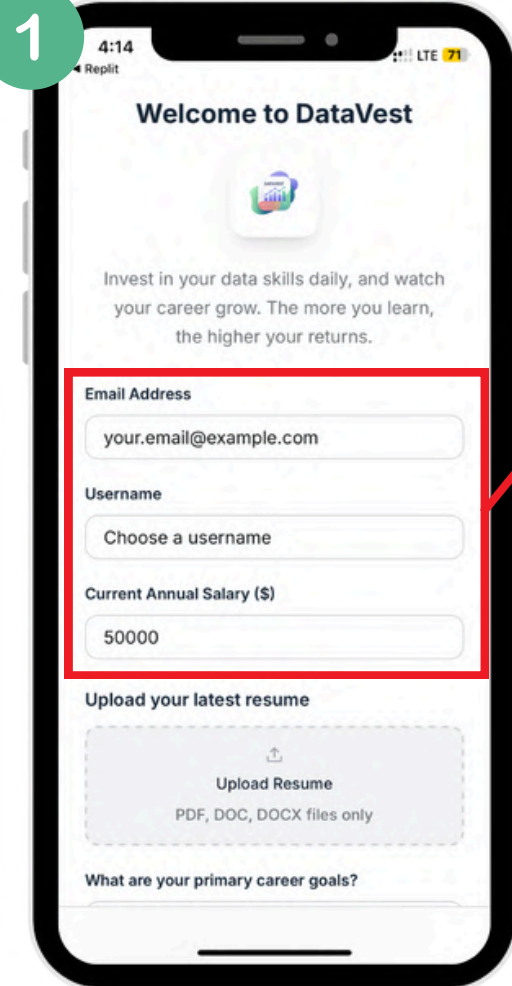 1
4:14
◀ Replit
LTE 71
Welcome to DataVest
DATAVEST
Invest in your data skills daily, and watch
your career grow. The more you learn,
the higher your returns.
Email Address
your.email@example.com
Username
Choose a username
Current Annual Salary ($)
50000
Upload your latest resume
Upload Resume
PDF, DOC, DOCX files only
What are your primary career goals?